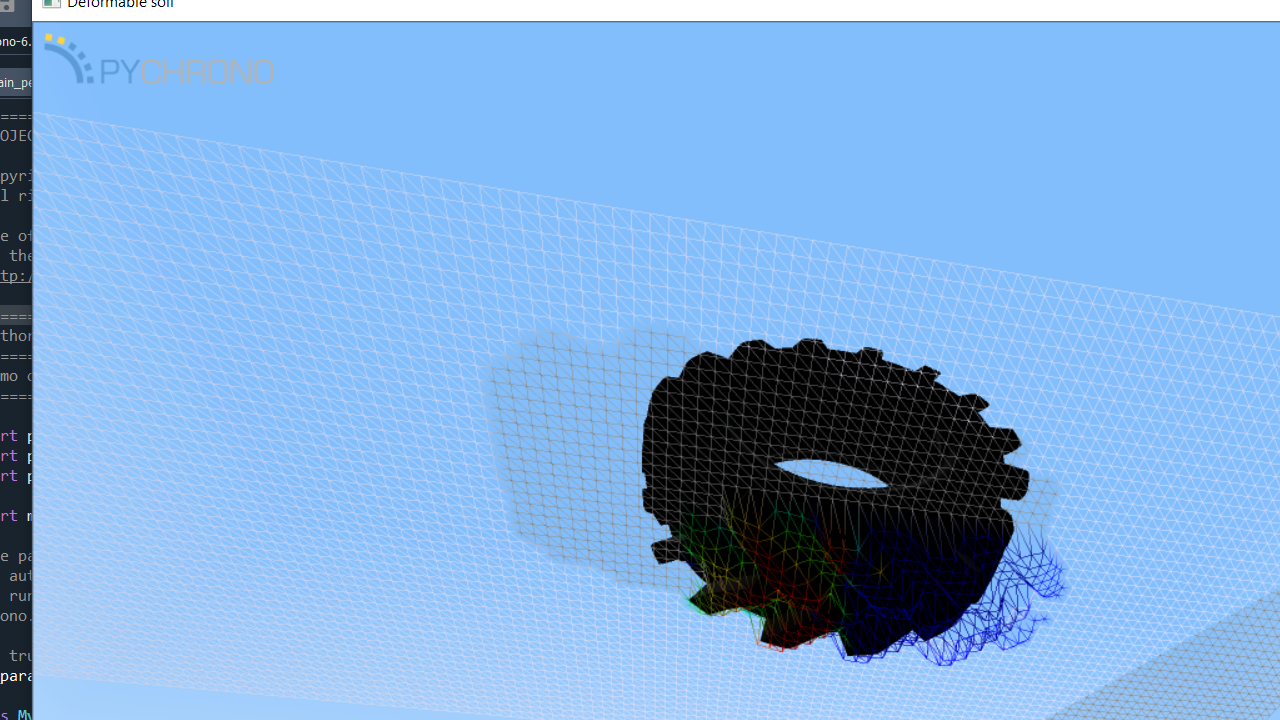 Deformable soil
ono-6.
PYCHRONO
ain_pe
=====
OJEC
pyri
l ri
e of
the
tp:/
=====
thor
=====
mo d
=====
rt p
rt p
rt p
rt m
e pa
aut
run
ono.
tru
para
s My